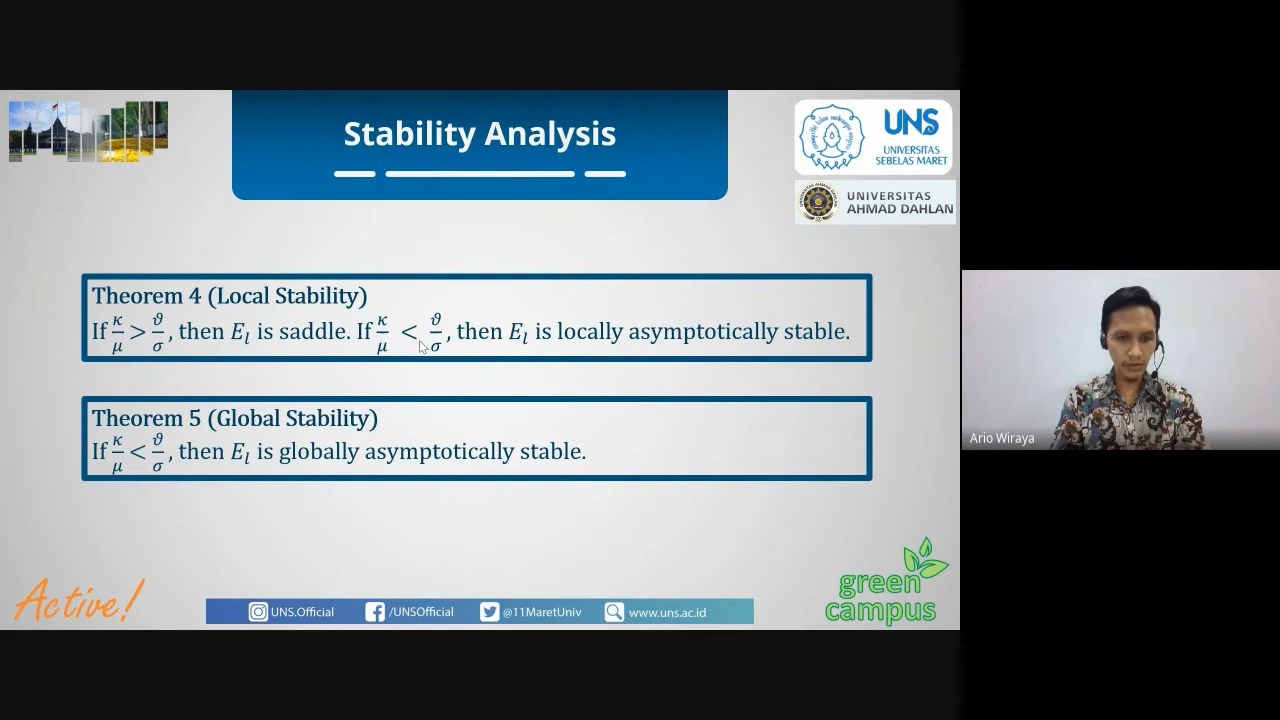 Stability Analysis
UNS
UNIVERSITAS
SEBELAS MARET
UNIVERSITAS
AHMAD DAHLAN
Theorem 4 (Local Stability)
If κ/μ > ϑ/σ, then E_l is saddle. If κ/μ < ϑ/σ, then E_l is locally asymptotically stable.
Theorem 5 (Global Stability)
If κ/μ < ϑ/σ, then E_l is globally asymptotically stable.
Ario Wiraya
Active!
UNS.Official
/UNSOfficial
@11MaretUniv
www.uns.ac.id
green
campus